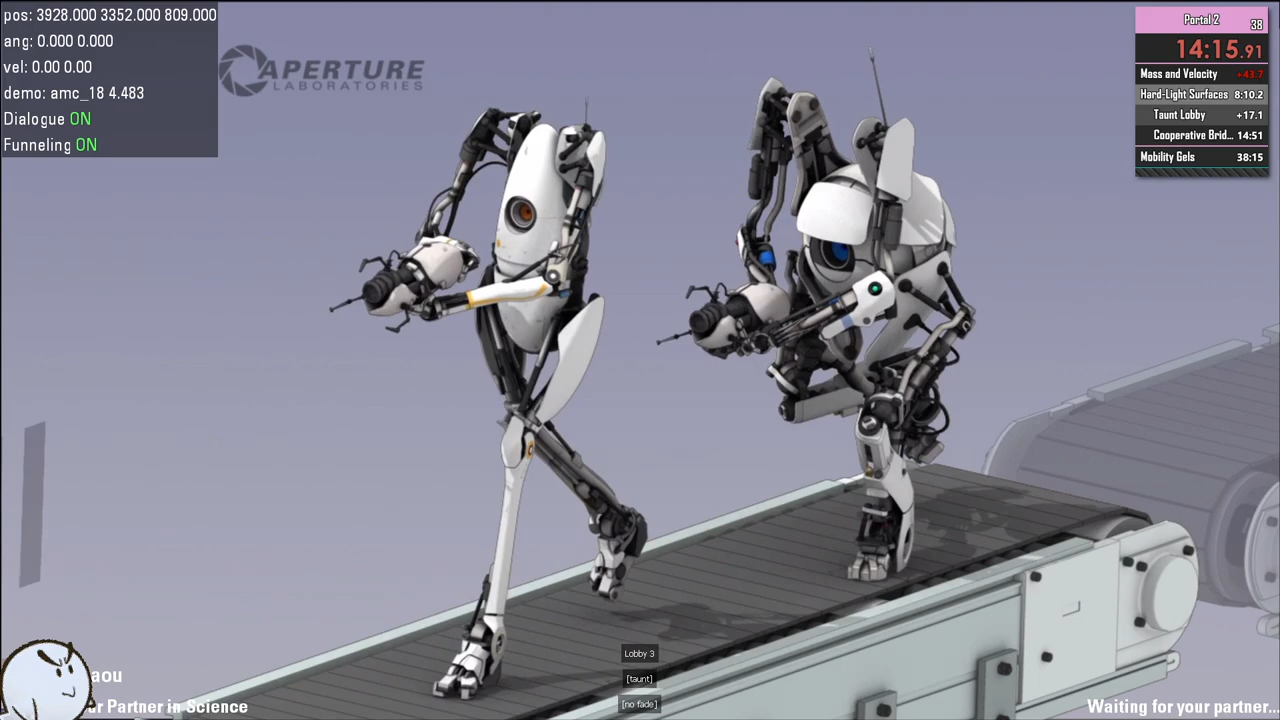 pos: 3928.000 3352.000 809.000
ang: 0.000 0.000
vel: 0.00 0.00
demo: amc_18 4.483
Dialogue ON
Funneling ON
APERTURE
LABORATORIES
Portal 2
38
14:15.91
Mass and Velocity +43.7
Hard-Light Surfaces 8:10.2
Taunt Lobby +17.1
Cooperative Brid... 14:51
Mobility Gels 38:15
Lobby 3
[taunt]
[no fade]
aou
ur Partner in Science
Waiting for your partner...